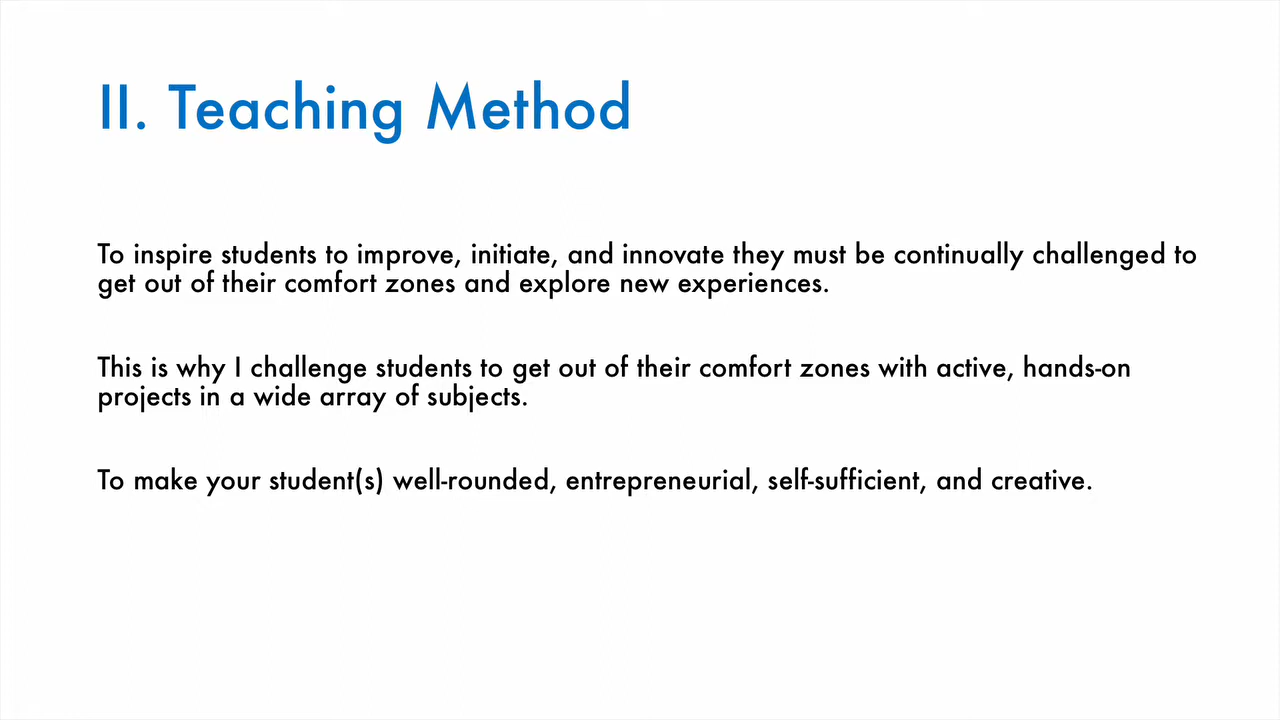 II. Teaching Method
To inspire students to improve, initiate, and innovate they must be continually challenged to
get out of their comfort zones and explore new experiences.
This is why I challenge students to get out of their comfort zones with active, hands-on
projects in a wide array of subjects.
To make your student(s) well-rounded, entrepreneurial, self-sufficient, and creative.